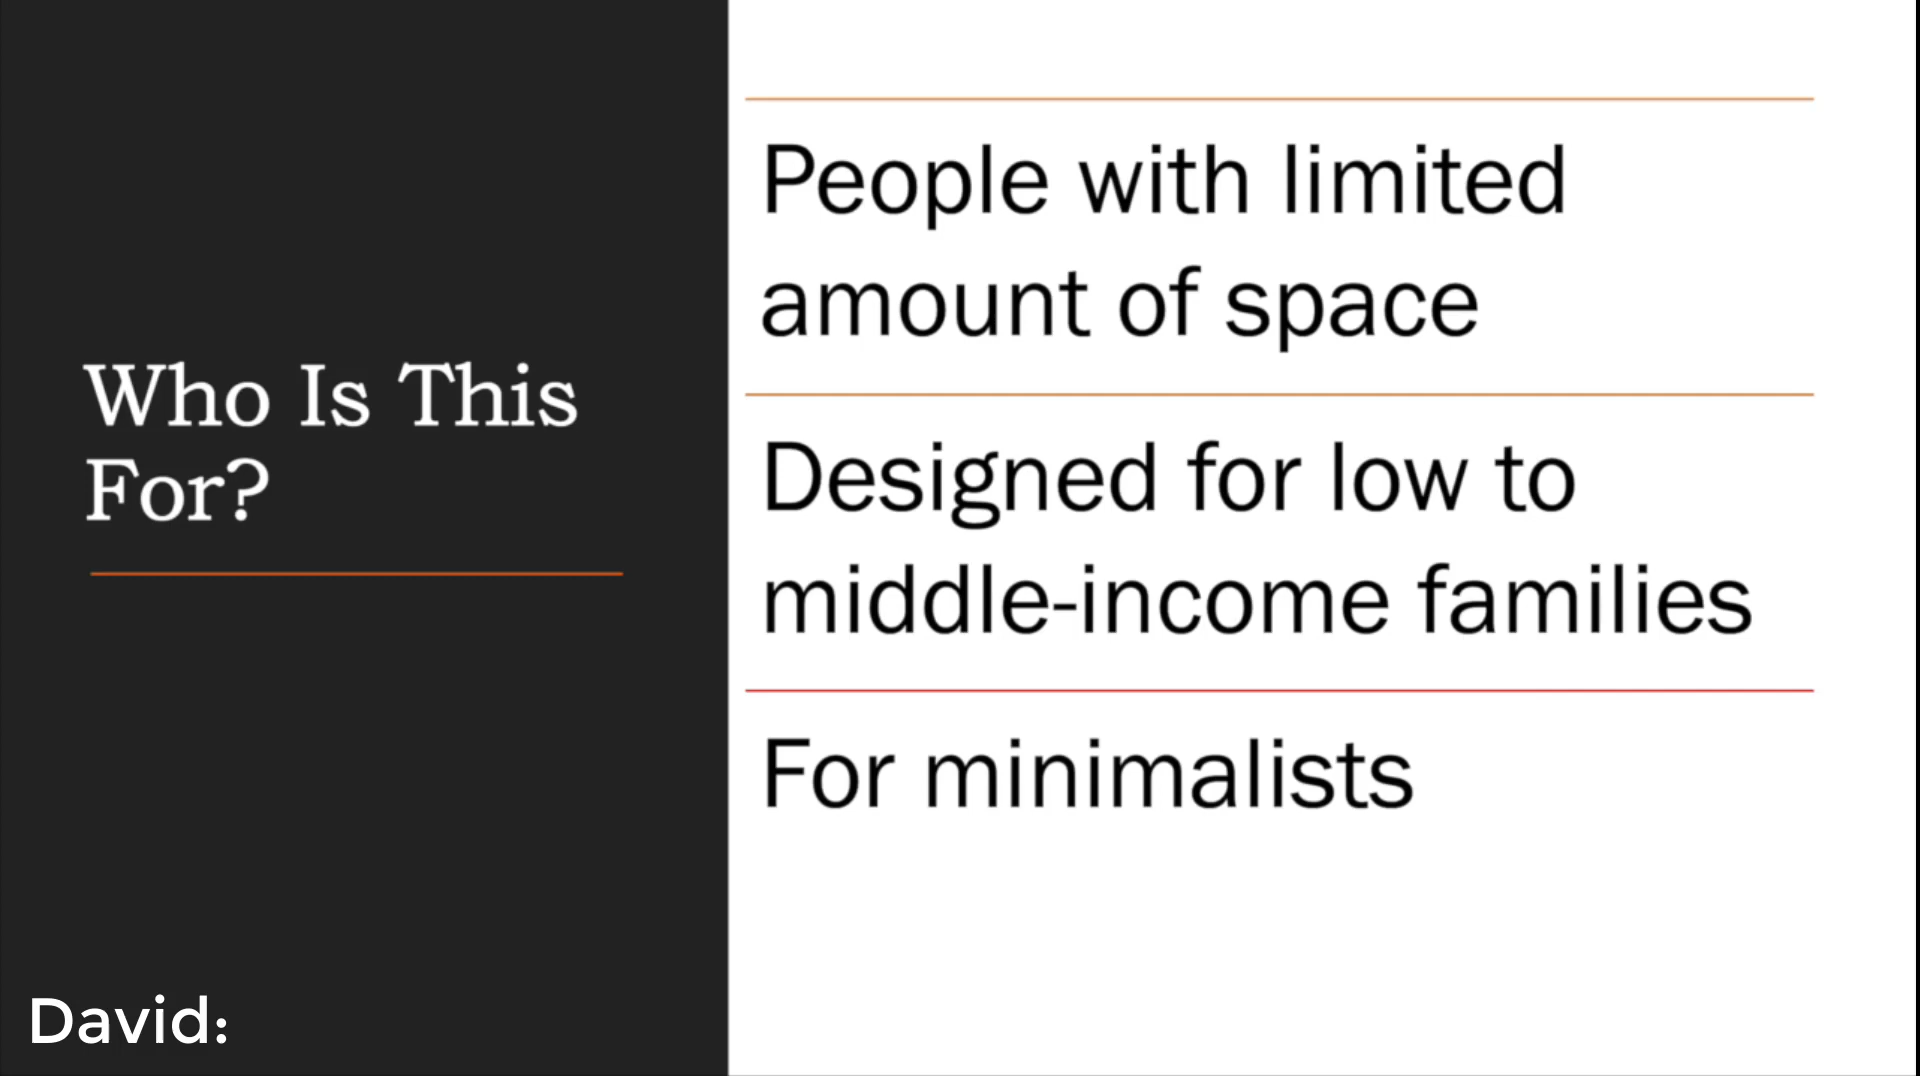 Who Is This
For?
People with limited
amount of space
Designed for low to
middle-income families
For minimalists
David: